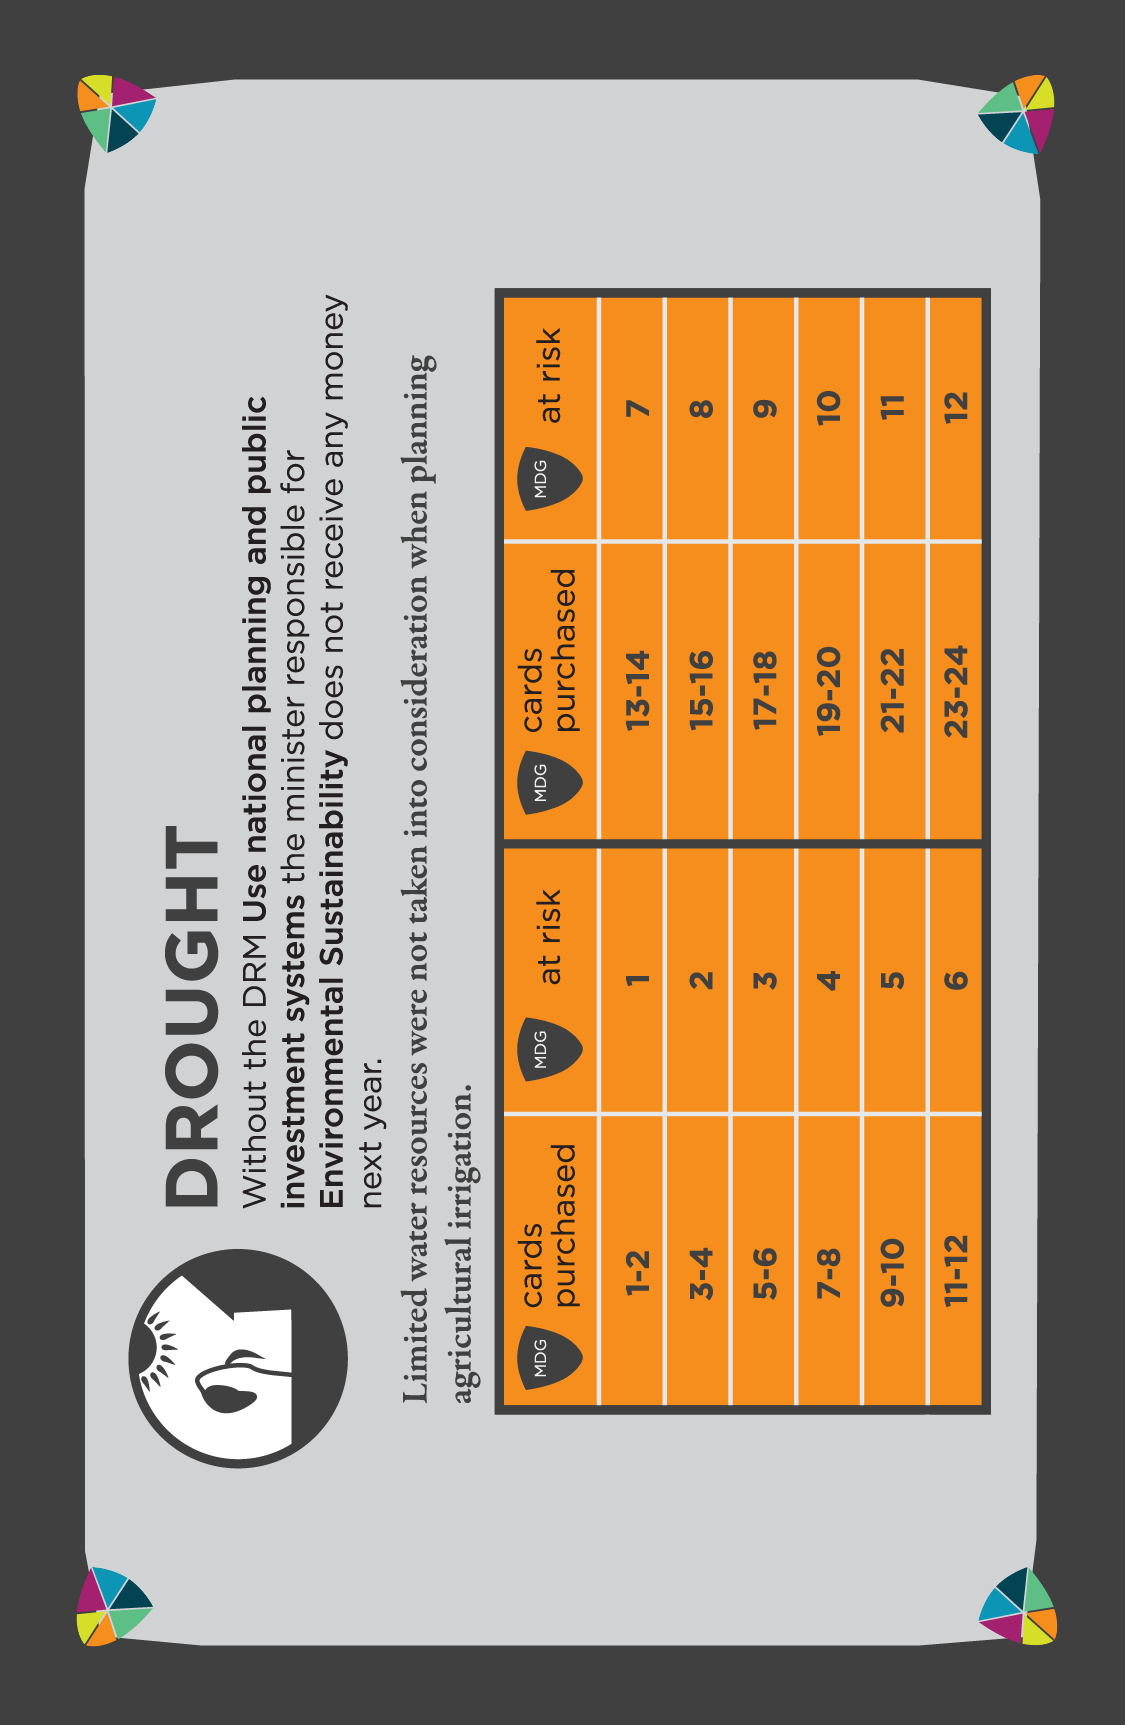 DROUGHT
Without the DRM Use national planning and public
investment systems the minister responsible for
Environmental Sustainability does not receive any money
next year.
Limited water resources were not taken into consideration when planning
agricultural irrigation.
MDG cards purchased MDG at risk MDG cards purchased MDG at risk
1-2 1 13-14 7
3-4 2 15-16 8
5-6 3 17-18 9
7-8 4 19-20 10
9-10 5 21-22 11
11-12 6 23-24 12